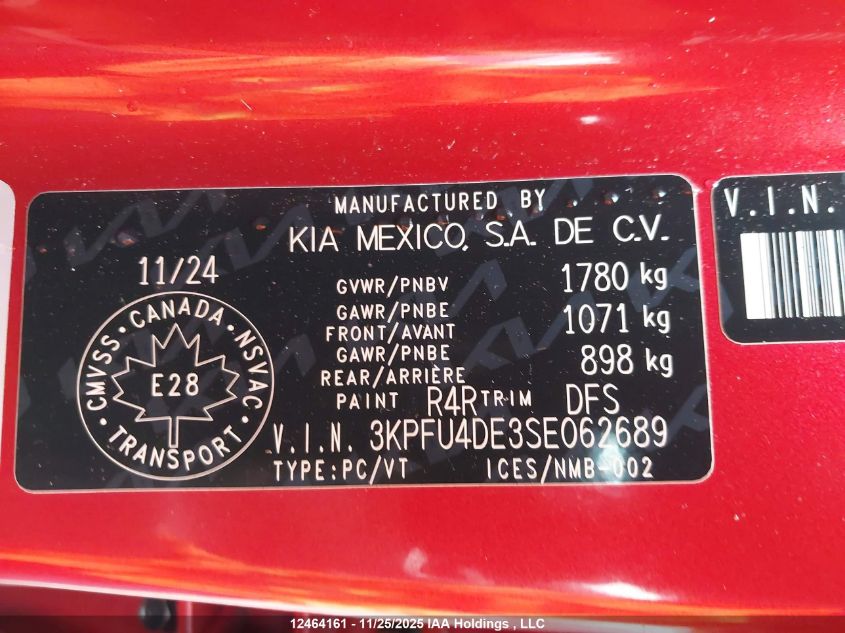 MANUFACTURED BY
KIA MEXICO, S.A. DE C.V.
11/24
GVWR/PNBV 1780 kg
GAWR/PNBE
FRONT/AVANT 1071 kg
GAWR/PNBE
REAR/ARRIÈRE 898 kg
PAINT R4R TRIM DFS
V.I.N. 3KPFU4DE3SE062689
TYPE:PC/VT ICES/NMB-002
CMVSS · CANADA · NSVAC
E28
TRANSPORT
V.I.N.
12464161 - 11/25/2025 IAA Holdings , LLC